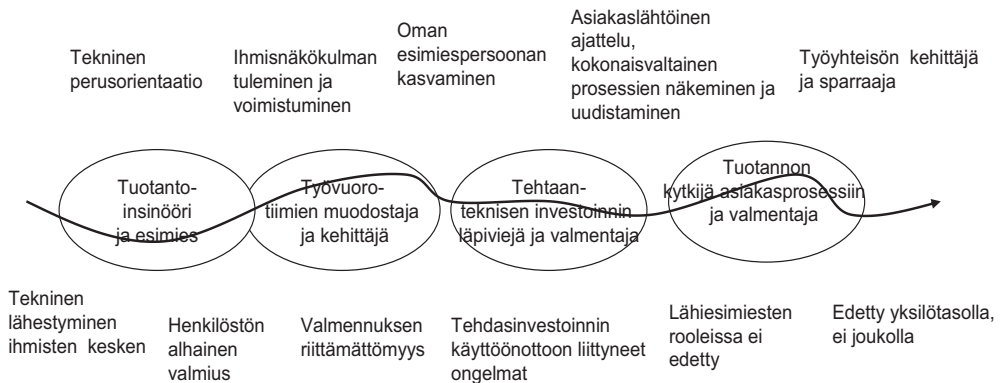 Tekninen
perusorientaatio
Ihmisnäkökulman
tuleminen ja
voimistuminen
Oman
esimiespersoonan
kasvaminen
Asiakaslähtöinen
ajattelu,
kokonaisvaltainen
prosessien näkeminen ja
uudistaminen
Työyhteisön kehittäjä
ja sparraaja
Tuotanto-
insinööri
ja esimies
Työvuoro-
tiimien muodostaja
ja kehittäjä
Tehtaan-
teknisen investoinnin
läpiviejä ja valmentaja
Tuotannon
kytkijä asiakasprosessiin
ja valmentaja
Tekninen
lähestyminen
ihmisten kesken
Henkilöstön
alhainen
valmius
Valmennuksen
riittämättömyys
Tehdasinvestoinnin
käyttöönottoon liittyneet
ongelmat
Lähiesimiesten
rooleissa ei
edetty
Edetty yksilötasolla,
ei joukolla